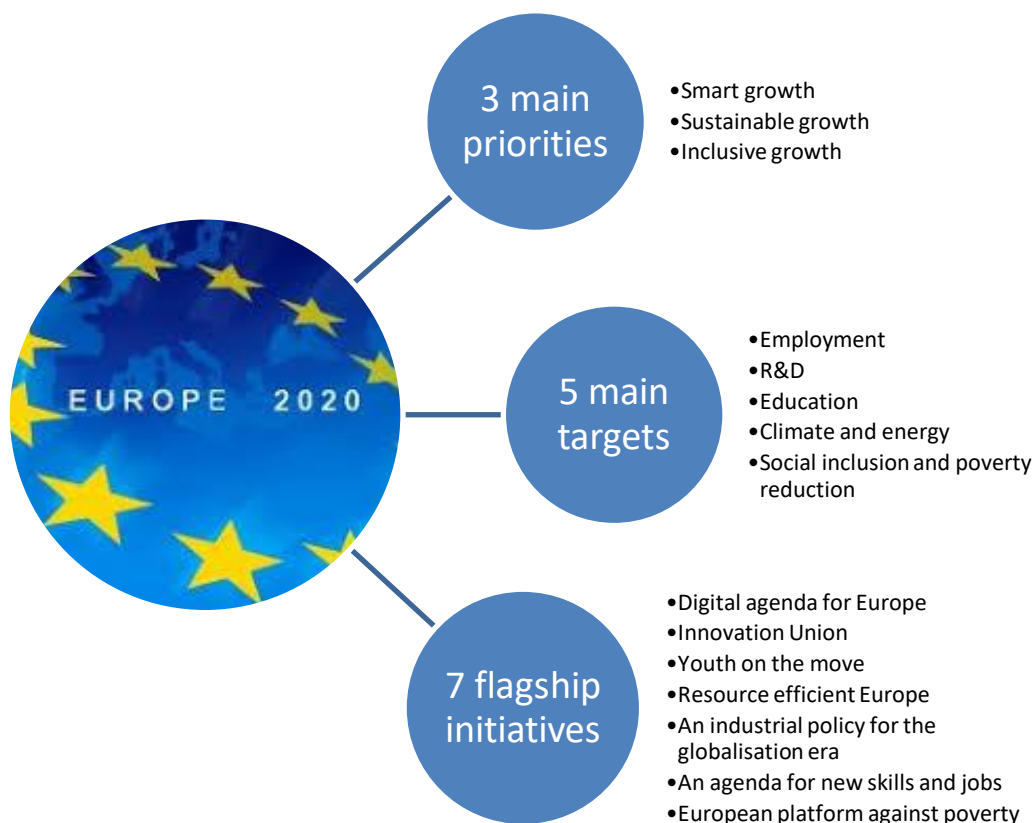 3 main
priorities
•Smart growth
•Sustainable growth
•Inclusive growth
EUROPE 2020
5 main
targets
•Employment
•R&D
•Education
•Climate and energy
•Social inclusion and poverty
reduction
7 flagship
initiatives
•Digital agenda for Europe
•Innovation Union
•Youth on the move
•Resource efficient Europe
•An industrial policy for the
globalisation era
•An agenda for new skills and jobs
•European platform against poverty